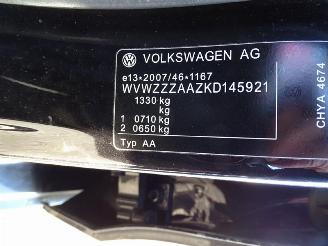 VOLKSWAGEN AG
e13*2007/46*1167
WVWZZZAAZKD145921
1330 kg
kg
1 0710 kg
2 0650 kg
Typ AA
CHYA 4674